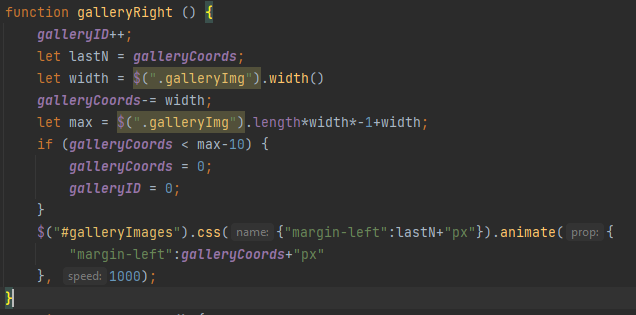 function galleryRight () {
galleryID++;
let lastN = galleryCoords;
let width = $(".galleryImg").width()
galleryCoords-= width;
let max = $(".galleryImg").length*width*-1+width;
if (galleryCoords < max-10) {
galleryCoords = 0;
galleryID = 0;
}
$("#galleryImages").css( name: {"margin-left":lastN+"px"}).animate( prop: {
"margin-left":galleryCoords+"px"
}, speed: 1000);
}